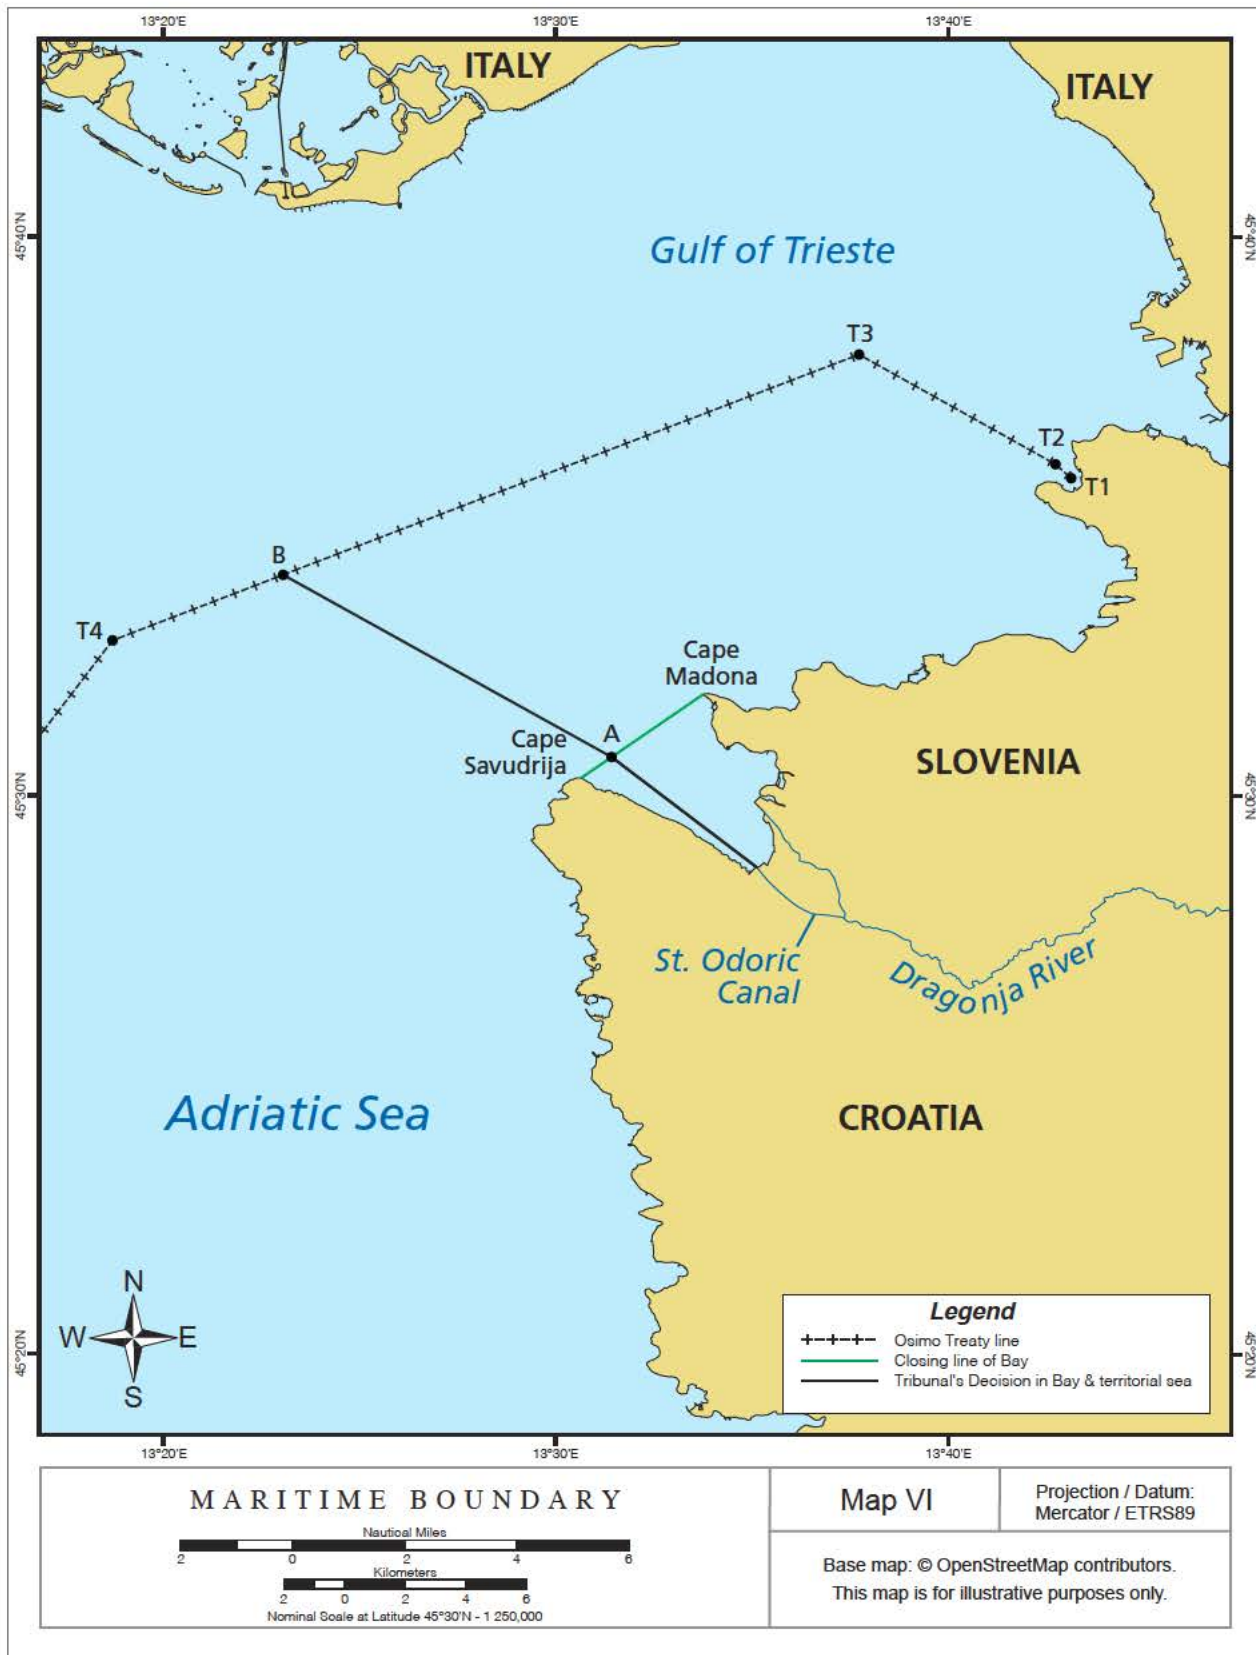 13°20'E
13°30'E
13°40'E
ITALY
ITALY
45°40'N
45°40'N
Gulf of Trieste
T3
T2
T1
B
T4
Cape
Madona
A
Cape
Savudrija
SLOVENIA
45°30'N
45°30'N
St. Odoric
Canal
Dragonja River
Adriatic Sea
CROATIA
N
W
E
S
Legend
Osimo Treaty line
Closing line of Bay
Tribunal's Decision in Bay & territorial sea
45°20'N
45°20'N
13°20'E
13°30'E
13°40'E
MARITIME BOUNDARY
Nautical Miles
2 0 2 4 6
Kilometers
2 0 2 4 6
Nominal Scale at Latitude 45°30'N - 1 250,000
Map VI
Projection / Datum:
Mercator / ETRS89
Base map: © OpenStreetMap contributors.
This map is for illustrative purposes only.